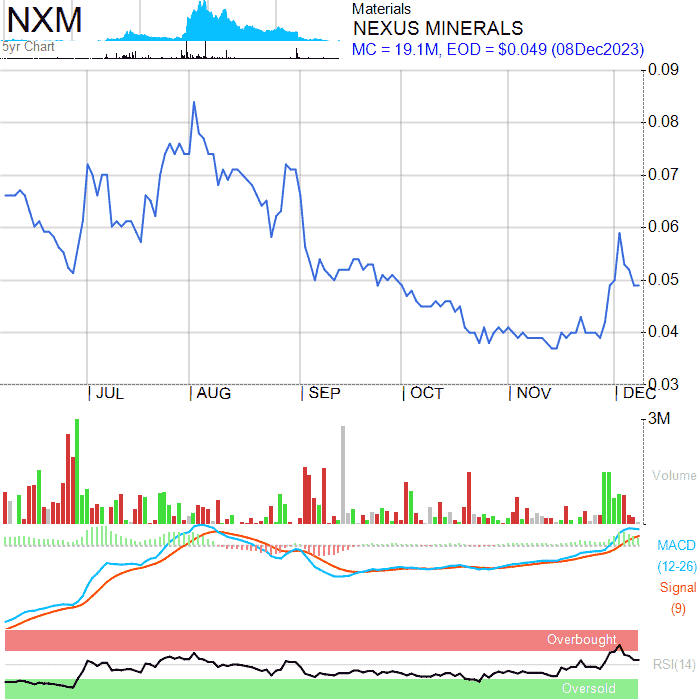 NXM
5yr Chart
Materials
NEXUS MINERALS
MC = 19.1M, EOD = $0.049 (08Dec2023)
0.09
0.08
0.07
0.06
0.05
0.04
0.03
JUL AUG SEP OCT NOV DEC
3M
Volume
MACD
(12-26)
Signal
(9)
Overbought
RSI(14)
Oversold